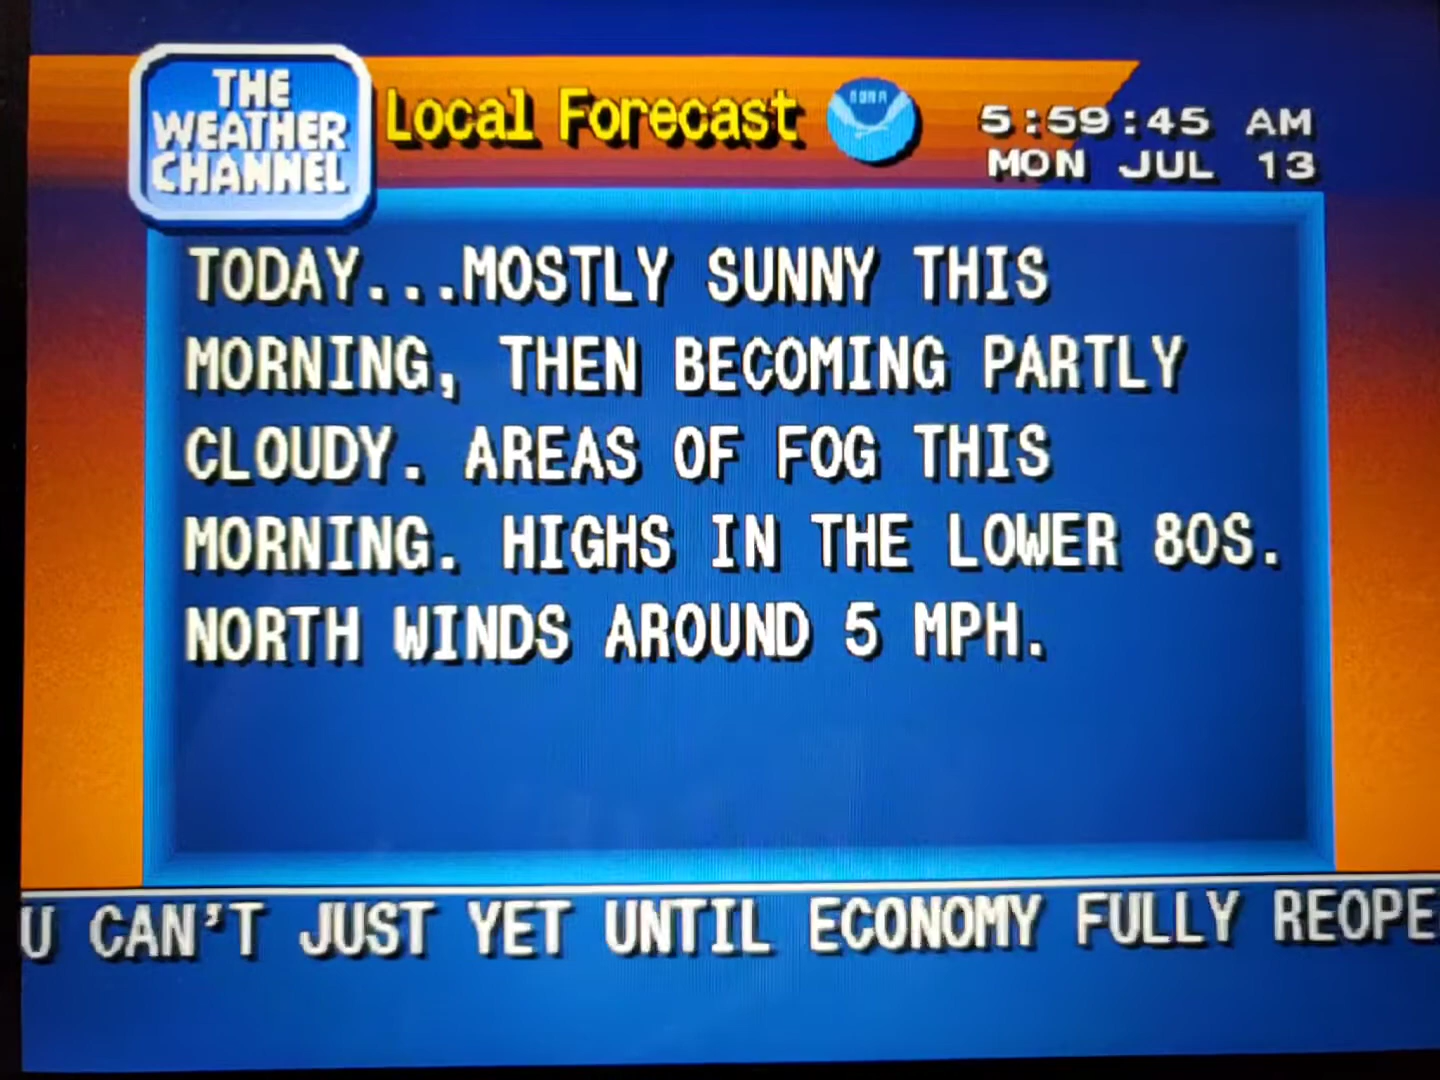 THE
WEATHER
CHANNEL
Local Forecast
NOAA
5:59:45 AM
MON JUL 13
TODAY...MOSTLY SUNNY THIS
MORNING, THEN BECOMING PARTLY
CLOUDY. AREAS OF FOG THIS
MORNING. HIGHS IN THE LOWER 80S.
NORTH WINDS AROUND 5 MPH.
U CAN'T JUST YET UNTIL ECONOMY FULLY REOPE